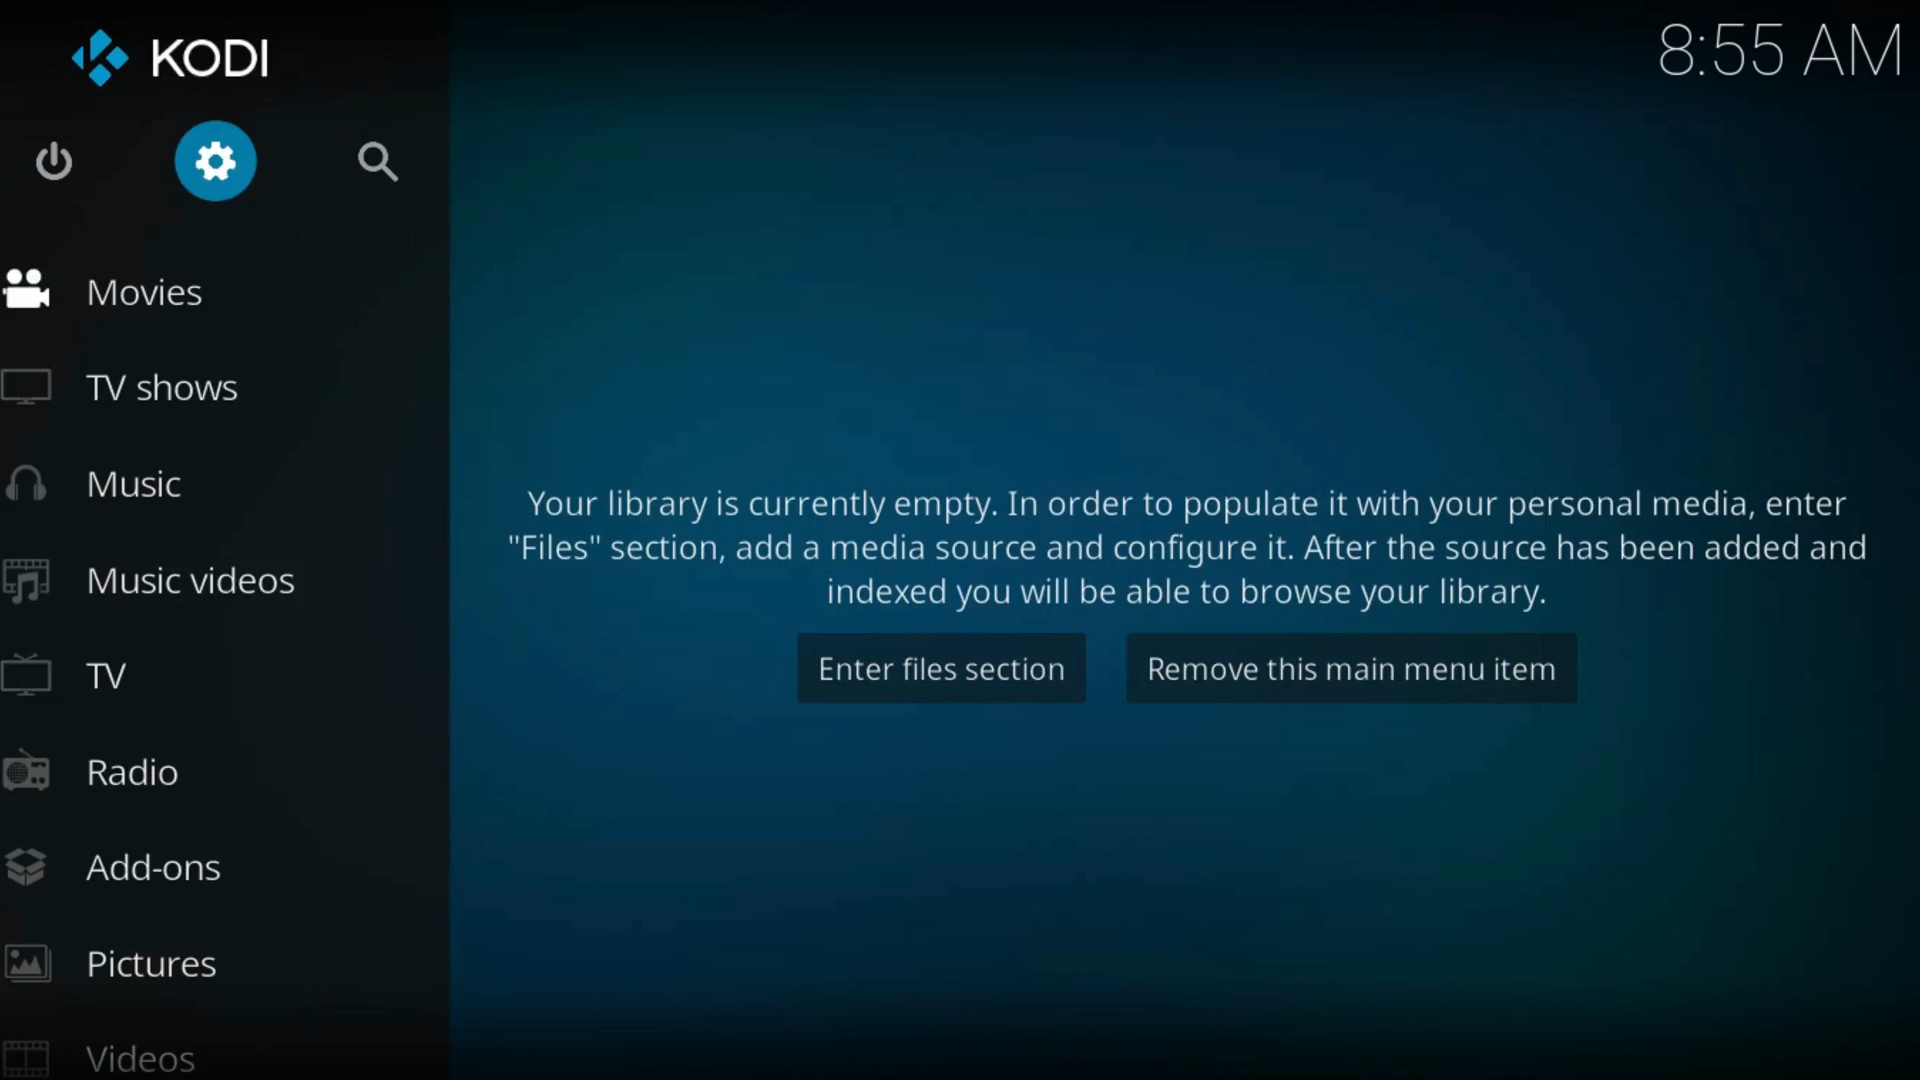 KODI
8:55 AM
Movies
TV shows
Music
Music videos
TV
Radio
Add-ons
Pictures
Videos
Your library is currently empty. In order to populate it with your personal media, enter
"Files" section, add a media source and configure it. After the source has been added and
indexed you will be able to browse your library.
Enter files section
Remove this main menu item